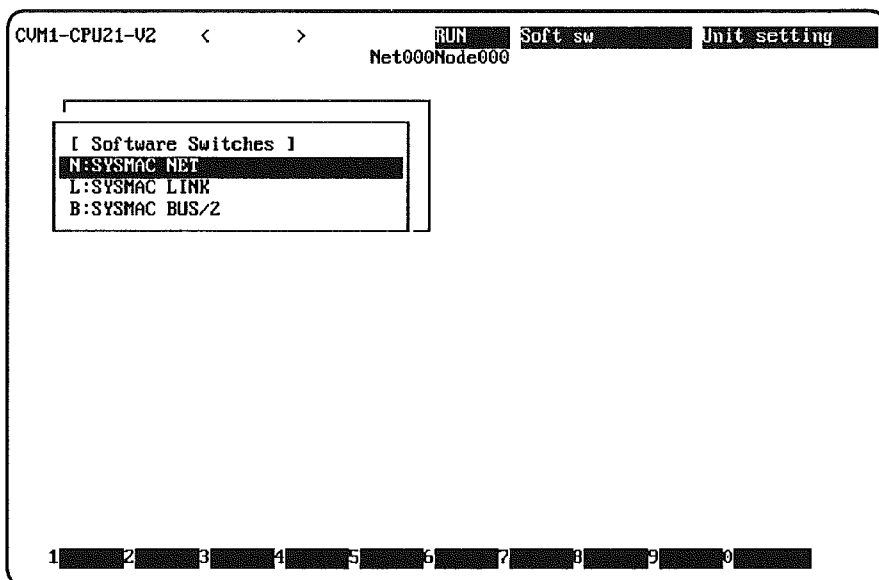 CVM1-CPU21-V2 < > RUN Soft sw Unit setting
Net000Node000
[ Software Switches ]
N:SYSMAC NET
L:SYSMAC LINK
B:SYSMAC BUS/2
1 2 3 4 5 6 7 8 9 0